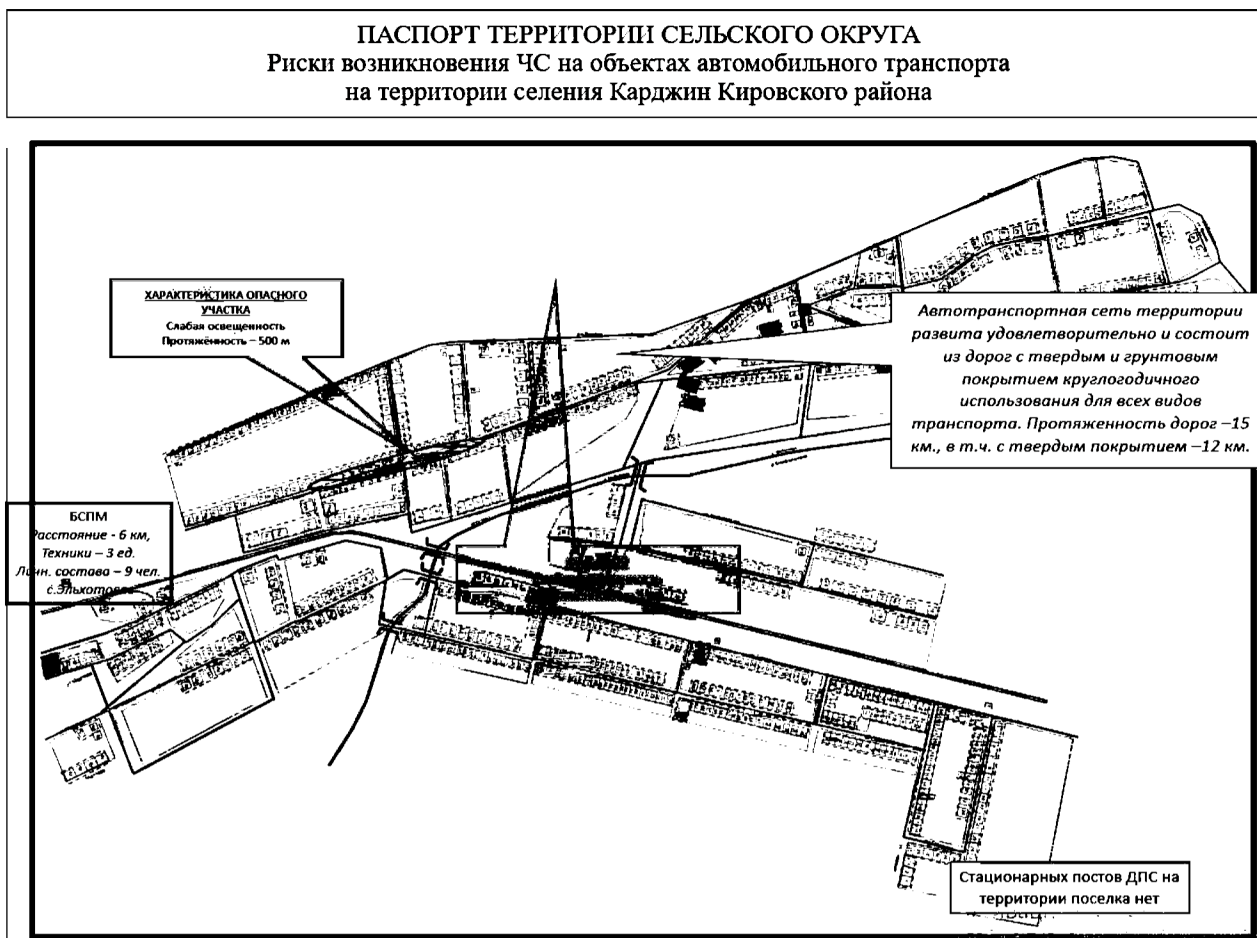 ПАСПОРТ ТЕРРИТОРИИ СЕЛЬСКОГО ОКРУГА
Риски возникновения ЧС на объектах автомобильного транспорта
на территории селения Карджин Кировского района
ХАРАКТЕРИСТИКА ОПАСНОГО
УЧАСТКА
Слабая освещенность
Протяжённость – 500 м
Автотранспортная сеть территории
развита удовлетворительно и состоит
из дорог с твердым и грунтовым
покрытием круглогодичного
использования для всех видов
транспорта. Протяженность дорог –15
км., в т.ч. с твердым покрытием –12 км.
БСПМ
Расстояние - 6 км,
Техники – 3 ед.
Личн. состава – 9 чел.
Стационарных постов ДПС на
территории поселка нет